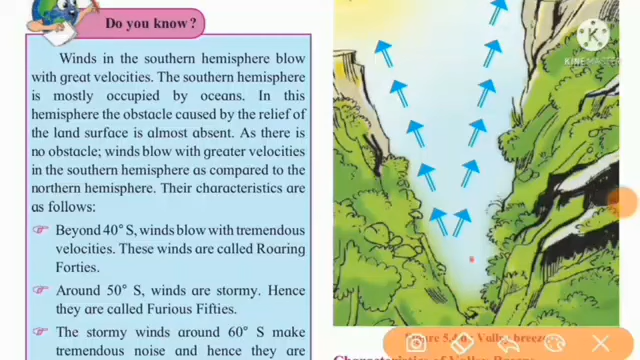 Do you know?
Winds in the southern hemisphere blow
with great velocities. The southern hemisphere
is mostly occupied by oceans. In this
hemisphere the obstacle caused by the relief of
the land surface is almost absent. As there
is no obstacle; winds blow with greater velocities
in the southern hemisphere as compared to the
northern hemisphere. Their characteristics are
as follows:
Beyond 40° S, winds blow with tremendous
velocities. These winds are called Roaring
Forties.
Around 50° S, winds are stormy. Hence
they are called Furious Fifties.
The stormy winds around 60° S make
tremendous noise and hence they are
KINEMASTER
Valley breeze